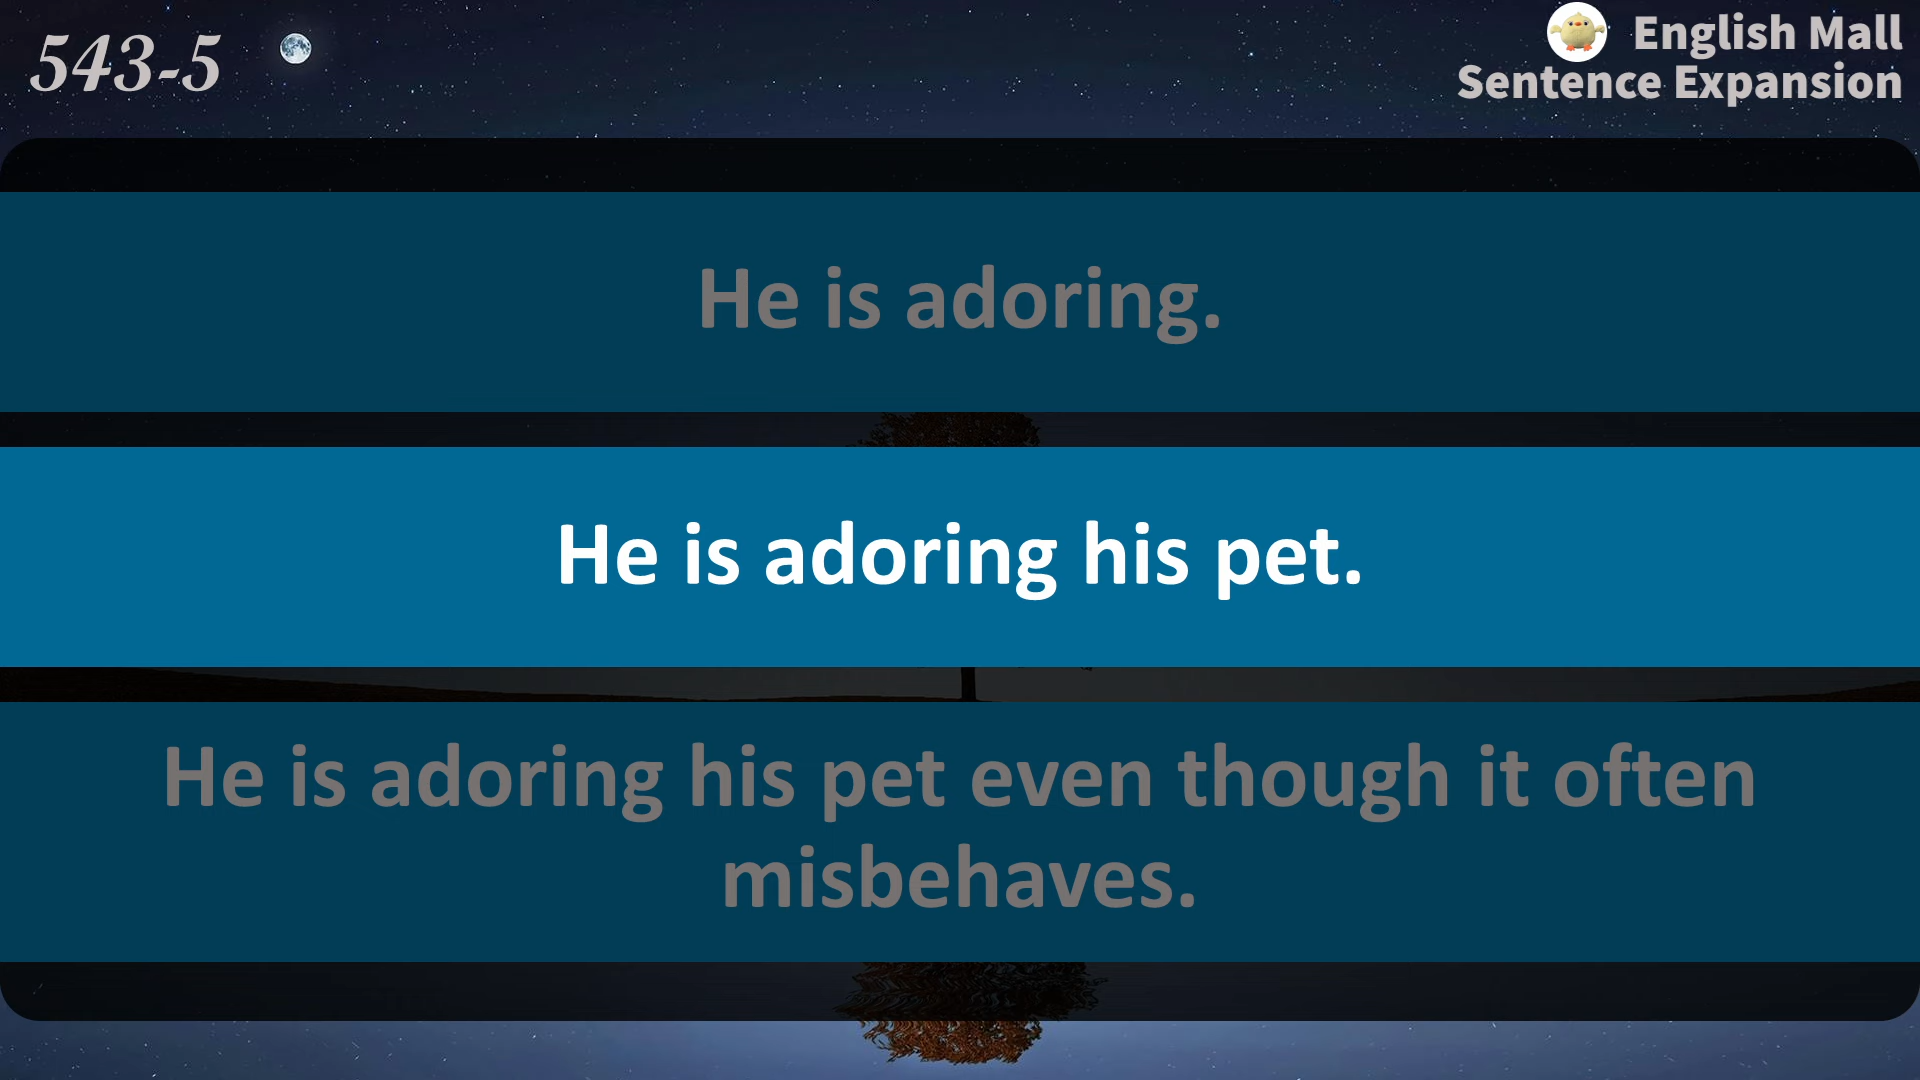 543-5
English Mall
Sentence Expansion
He is adoring.
He is adoring his pet.
He is adoring his pet even though it often
misbehaves.